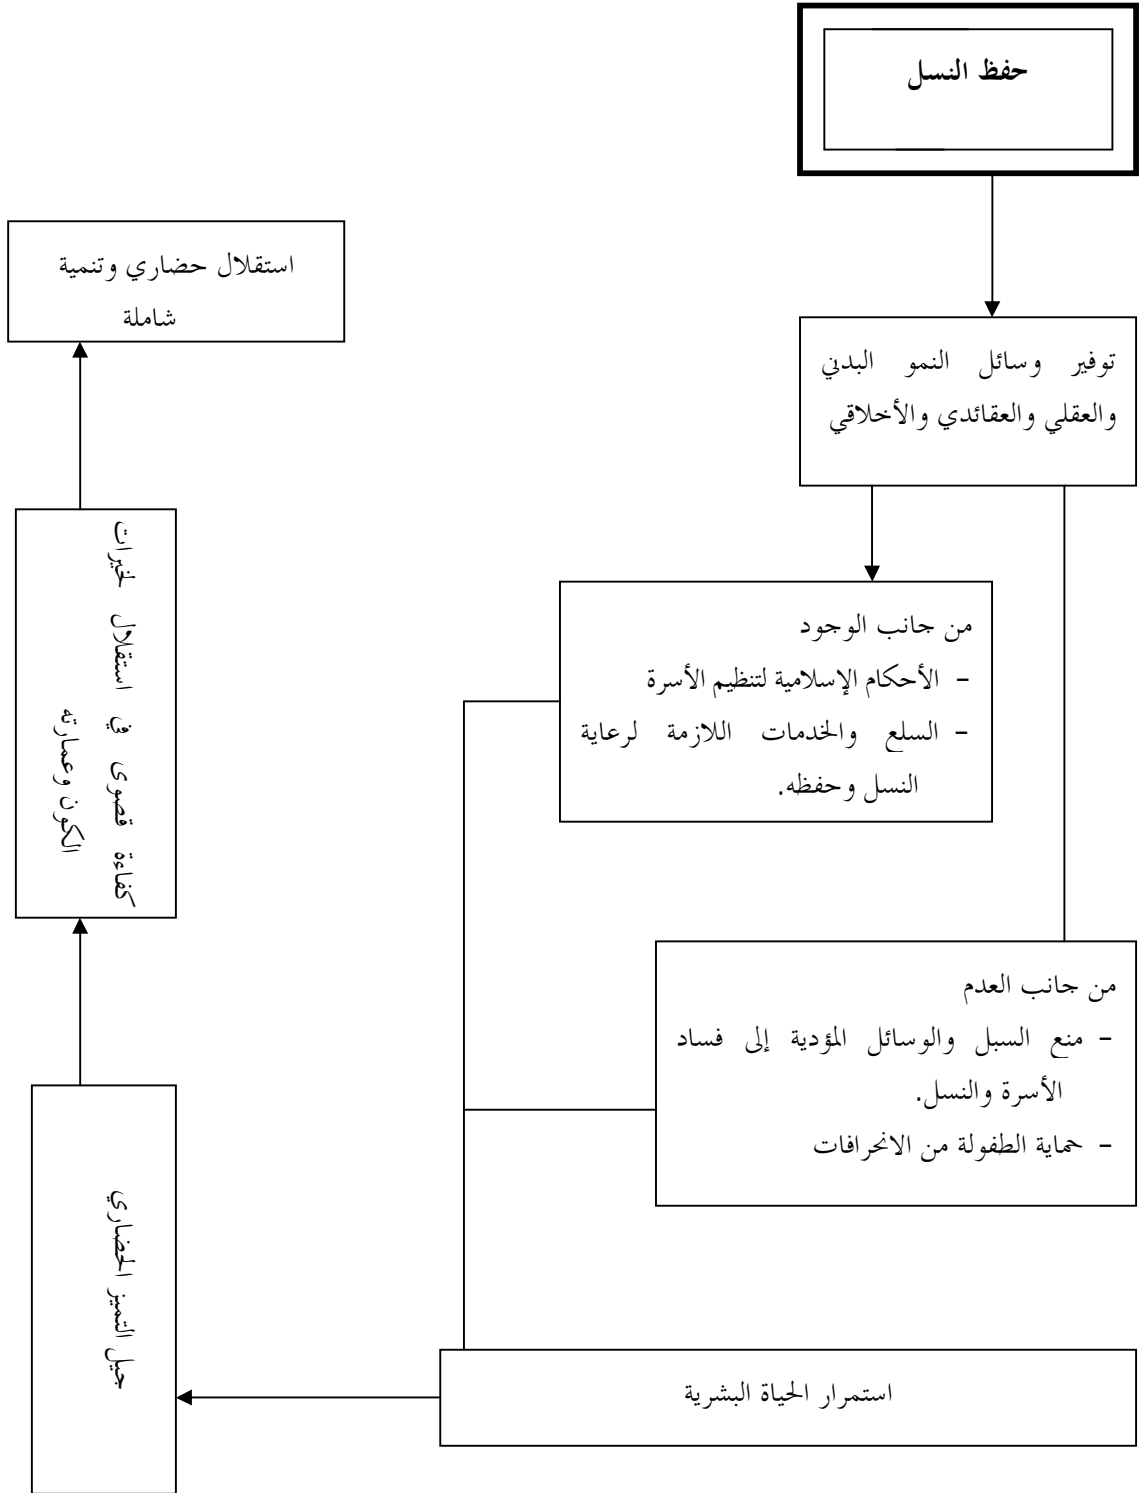 حفظ النسل
توفير وسائل النمو البدني
والعقلي والعقائدي والأخلاقي
من جانب الوجود
- الأحكام الإسلامية لتنظيم الأسرة
- السلع والخدمات اللازمة لرعاية
النسل وحفظه.
من جانب العدم
- منع السبل والوسائل المؤدية إلى فساد
الأسرة والنسل.
- حماية الطفولة من الانحرافات
استمرار الحياة البشرية
جيل التميز الحضاري
كفاءة قصوى في استقلال لخيرات
الكون وعمارته
استقلال حضاري وتنمية
شاملة